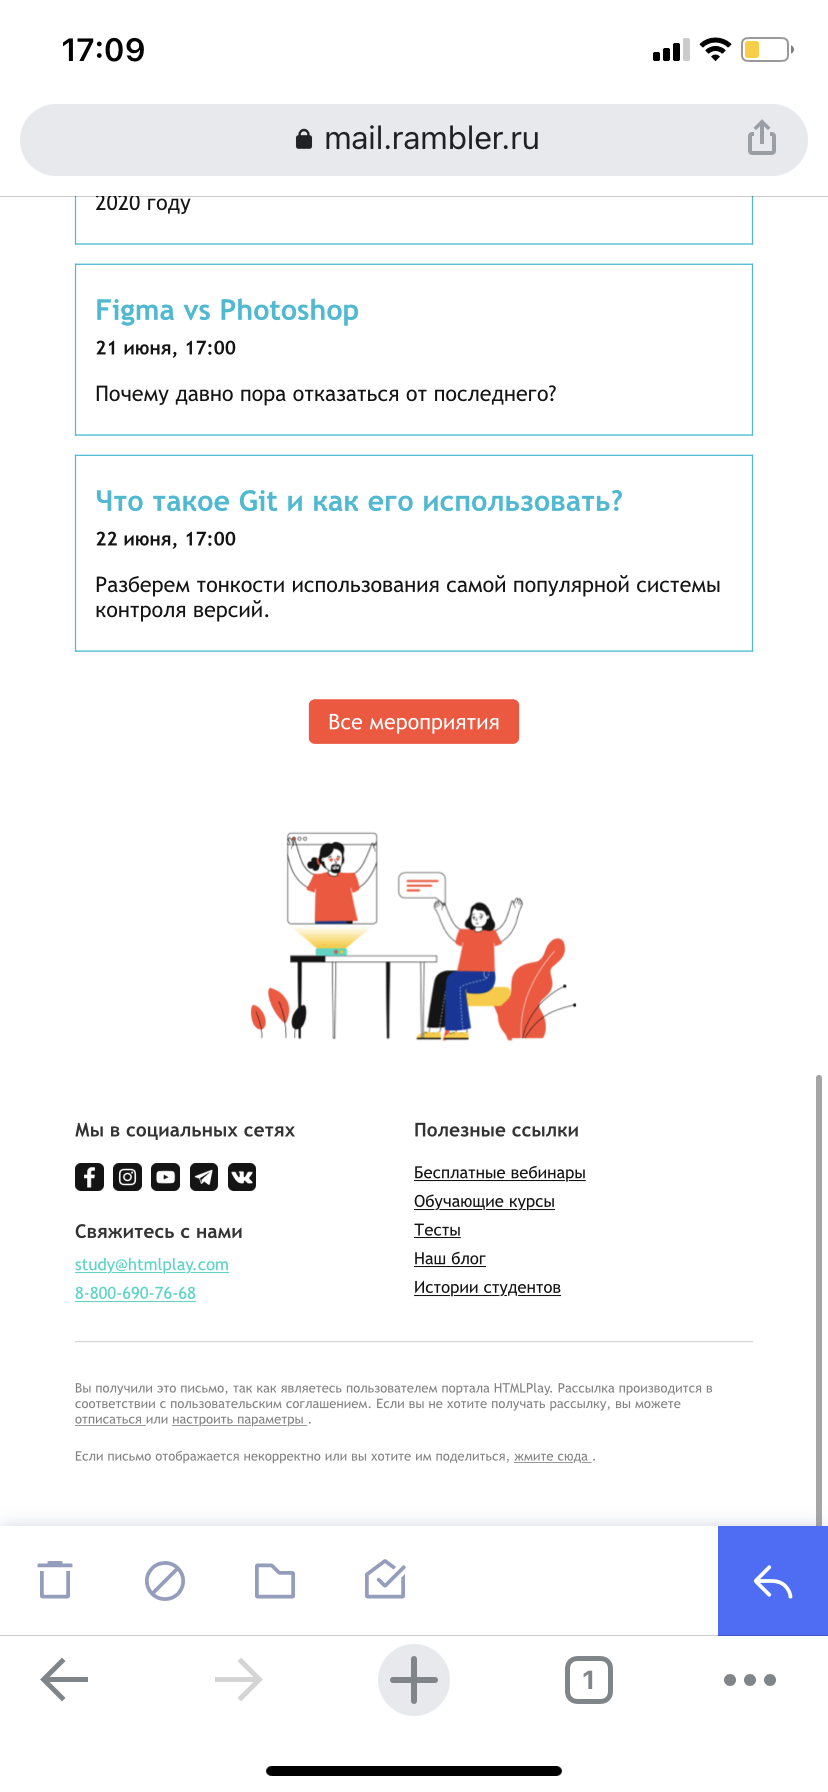 17:09
mail.rambler.ru
2020 году
Figma vs Photoshop
21 июня, 17:00
Почему давно пора отказаться от последнего?
Что такое Git и как его использовать?
22 июня, 17:00
Разберем тонкости использования самой популярной системы
контроля версий.
Все мероприятия
Мы в социальных сетях
Свяжитесь с нами
study@htmlplay.com
8-800-690-76-68
Полезные ссылки
Бесплатные вебинары
Обучающие курсы
Тесты
Наш блог
Истории студентов
Вы получили это письмо, так как являетесь пользователем портала HTMLPlay. Рассылка производится в
соответствии с пользовательским соглашением. Если вы не хотите получать рассылку, вы можете
отписаться или настроить параметры .
Если письмо отображается некорректно или вы хотите им поделиться, жмите сюда .
1